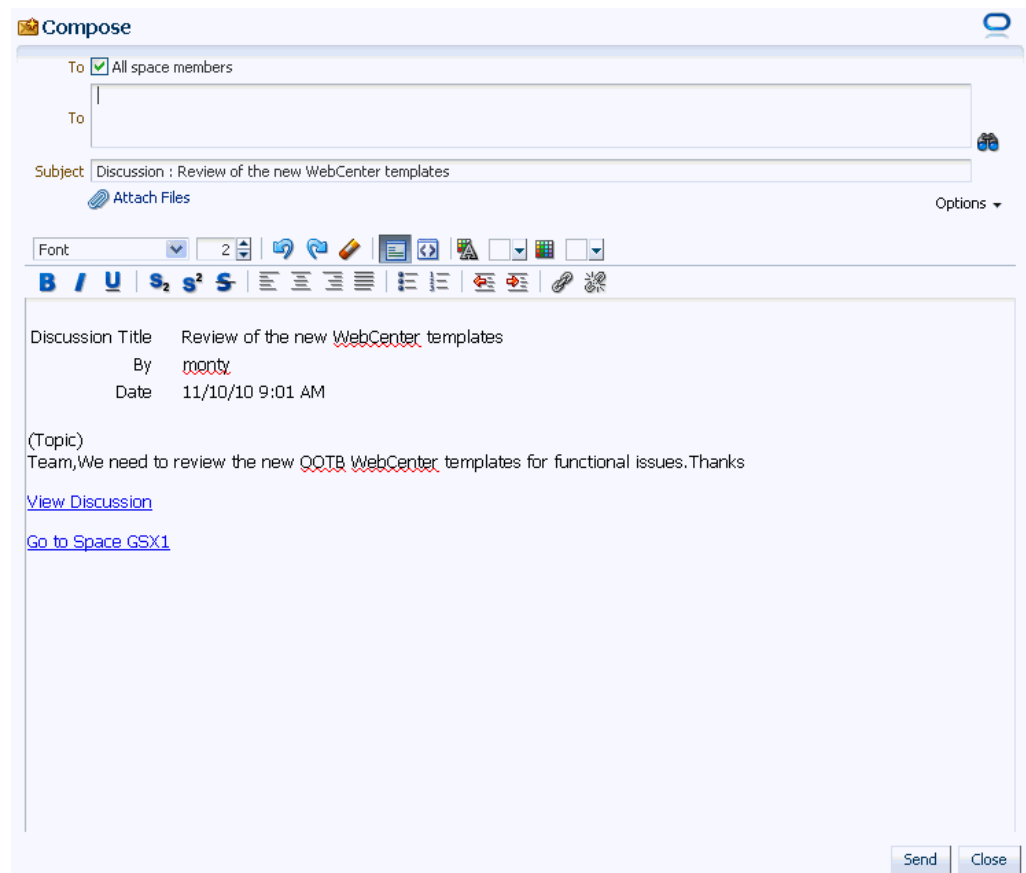 Compose
To All space members
To
Subject Discussion : Review of the new WebCenter templates
Attach Files
Options
Font 2
B I U S2 S2 S
Discussion Title Review of the new WebCenter templates
By monty
Date 11/10/10 9:01 AM
(Topic)
Team,We need to review the new OOTB WebCenter templates for functional issues.Thanks
View Discussion
Go to Space GSX1
Send Close